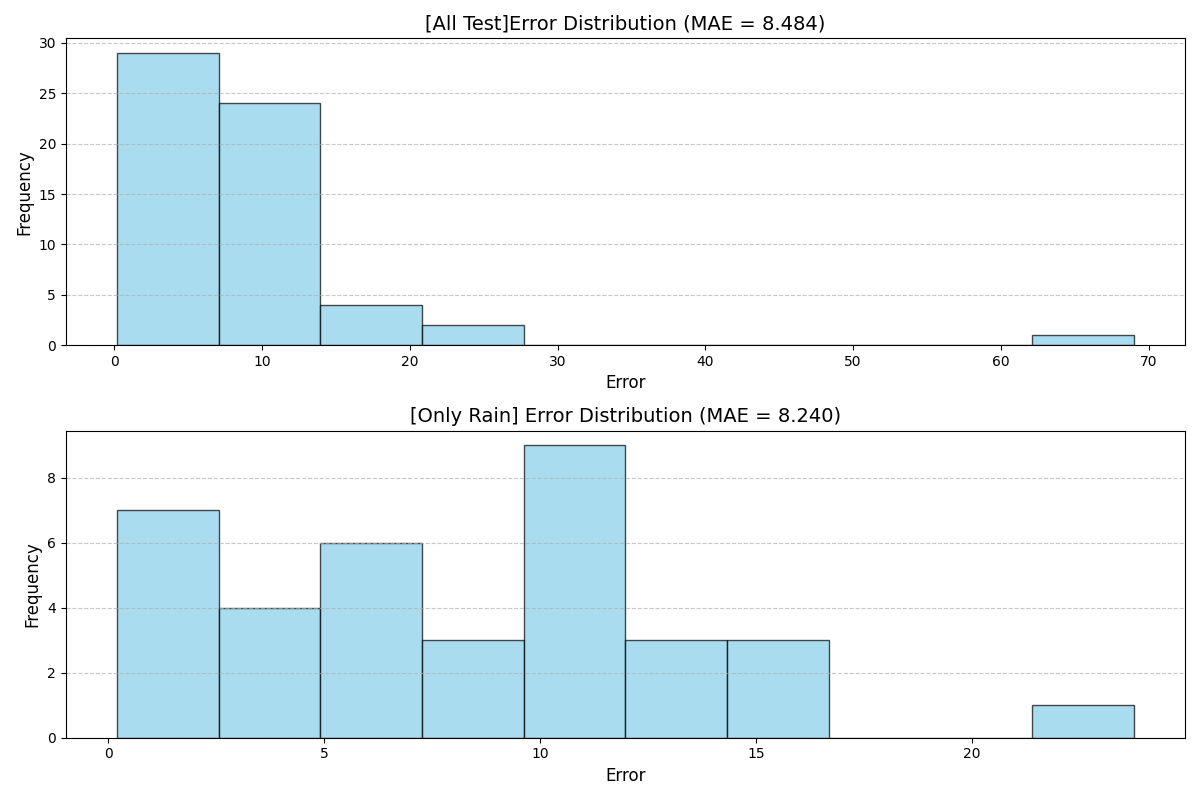 [All Test]Error Distribution (MAE = 8.484)
30
25
20
15
10
5
0
Frequency
0 10 20 30 40 50 60 70
Error
[Only Rain] Error Distribution (MAE = 8.240)
8
6
4
2
0
Frequency
0 5 10 15 20
Error